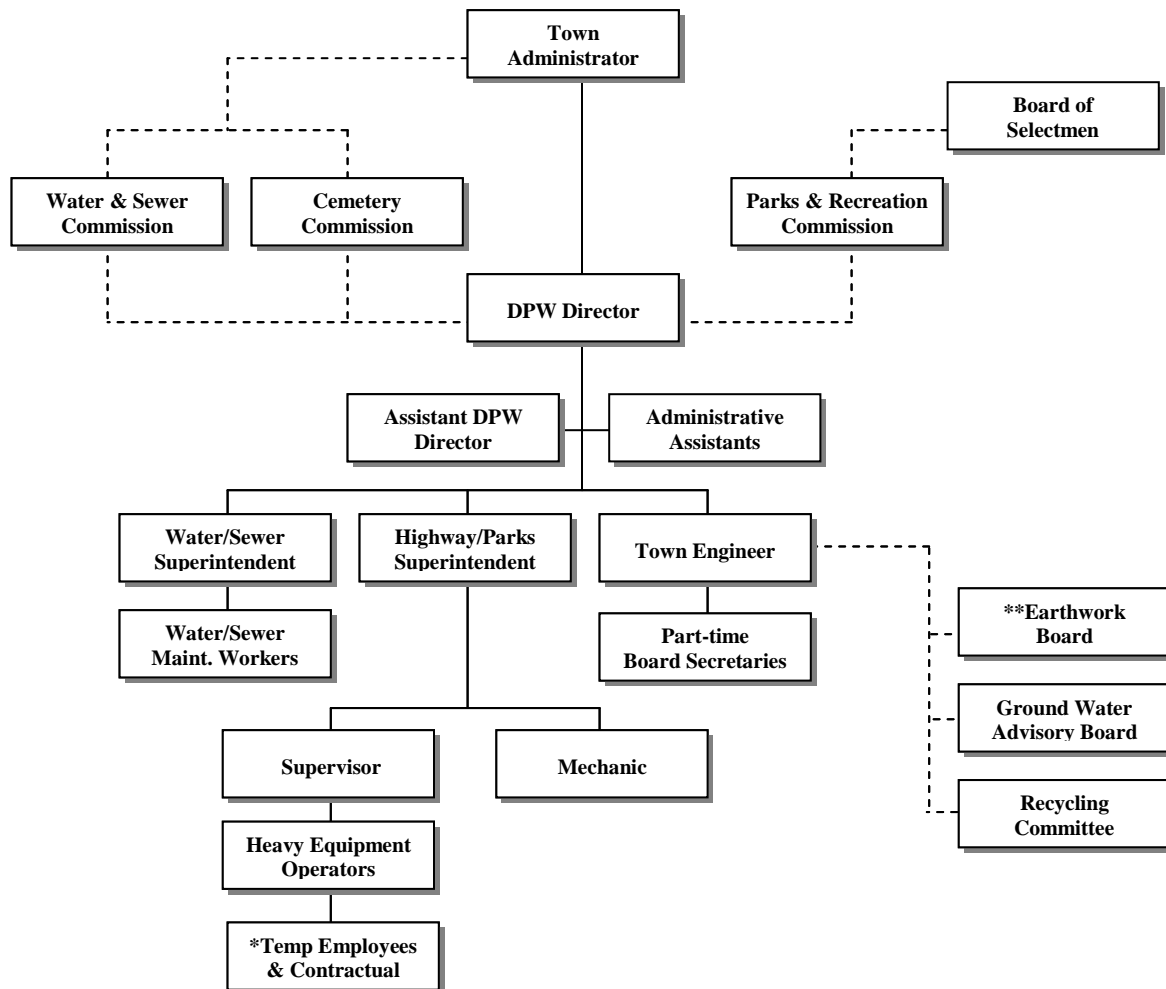 Town
Administrator
Board of
Selectmen
Water & Sewer
Commission
Cemetery
Commission
Parks & Recreation
Commission
DPW Director
Assistant DPW
Director
Administrative
Assistants
Water/Sewer
Superintendent
Highway/Parks
Superintendent
Town Engineer
Water/Sewer
Maint. Workers
Part-time
Board Secretaries
**Earthwork
Board
Ground Water
Advisory Board
Supervisor
Mechanic
Recycling
Committee
Heavy Equipment
Operators
*Temp Employees
& Contractual